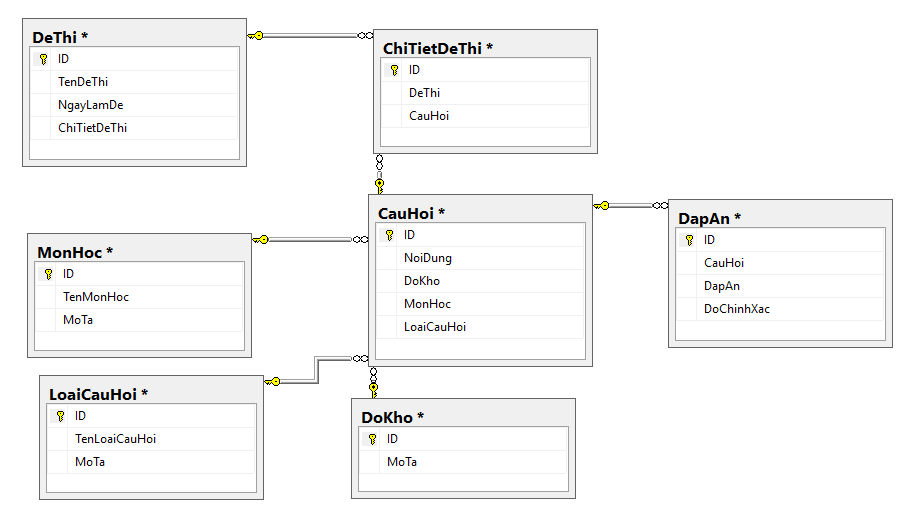 DeThi *
ID
TenDeThi
NgayLamDe
ChiTietDeThi
ChiTietDeThi *
ID
DeThi
CauHoi
MonHoc *
ID
TenMonHoc
MoTa
CauHoi *
ID
NoiDung
DoKho
MonHoc
LoaiCauHoi
DapAn *
ID
CauHoi
DapAn
DoChinhXac
LoaiCauHoi *
ID
TenLoaiCauHoi
MoTa
DoKho *
ID
MoTa